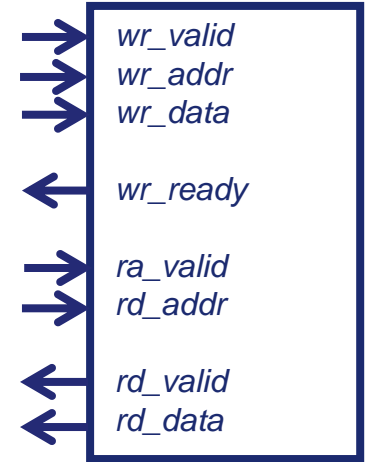 wr_valid
wr_addr
wr_data
wr_ready
ra_valid
rd_addr
rd_valid
rd_data